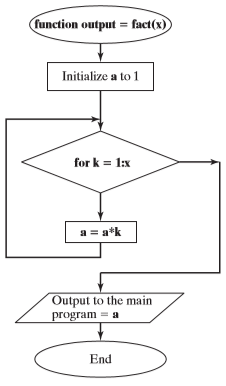 function output = fact(x)
Initialize a to 1
for k = 1:x
a = a*k
Output to the main
program = a
End